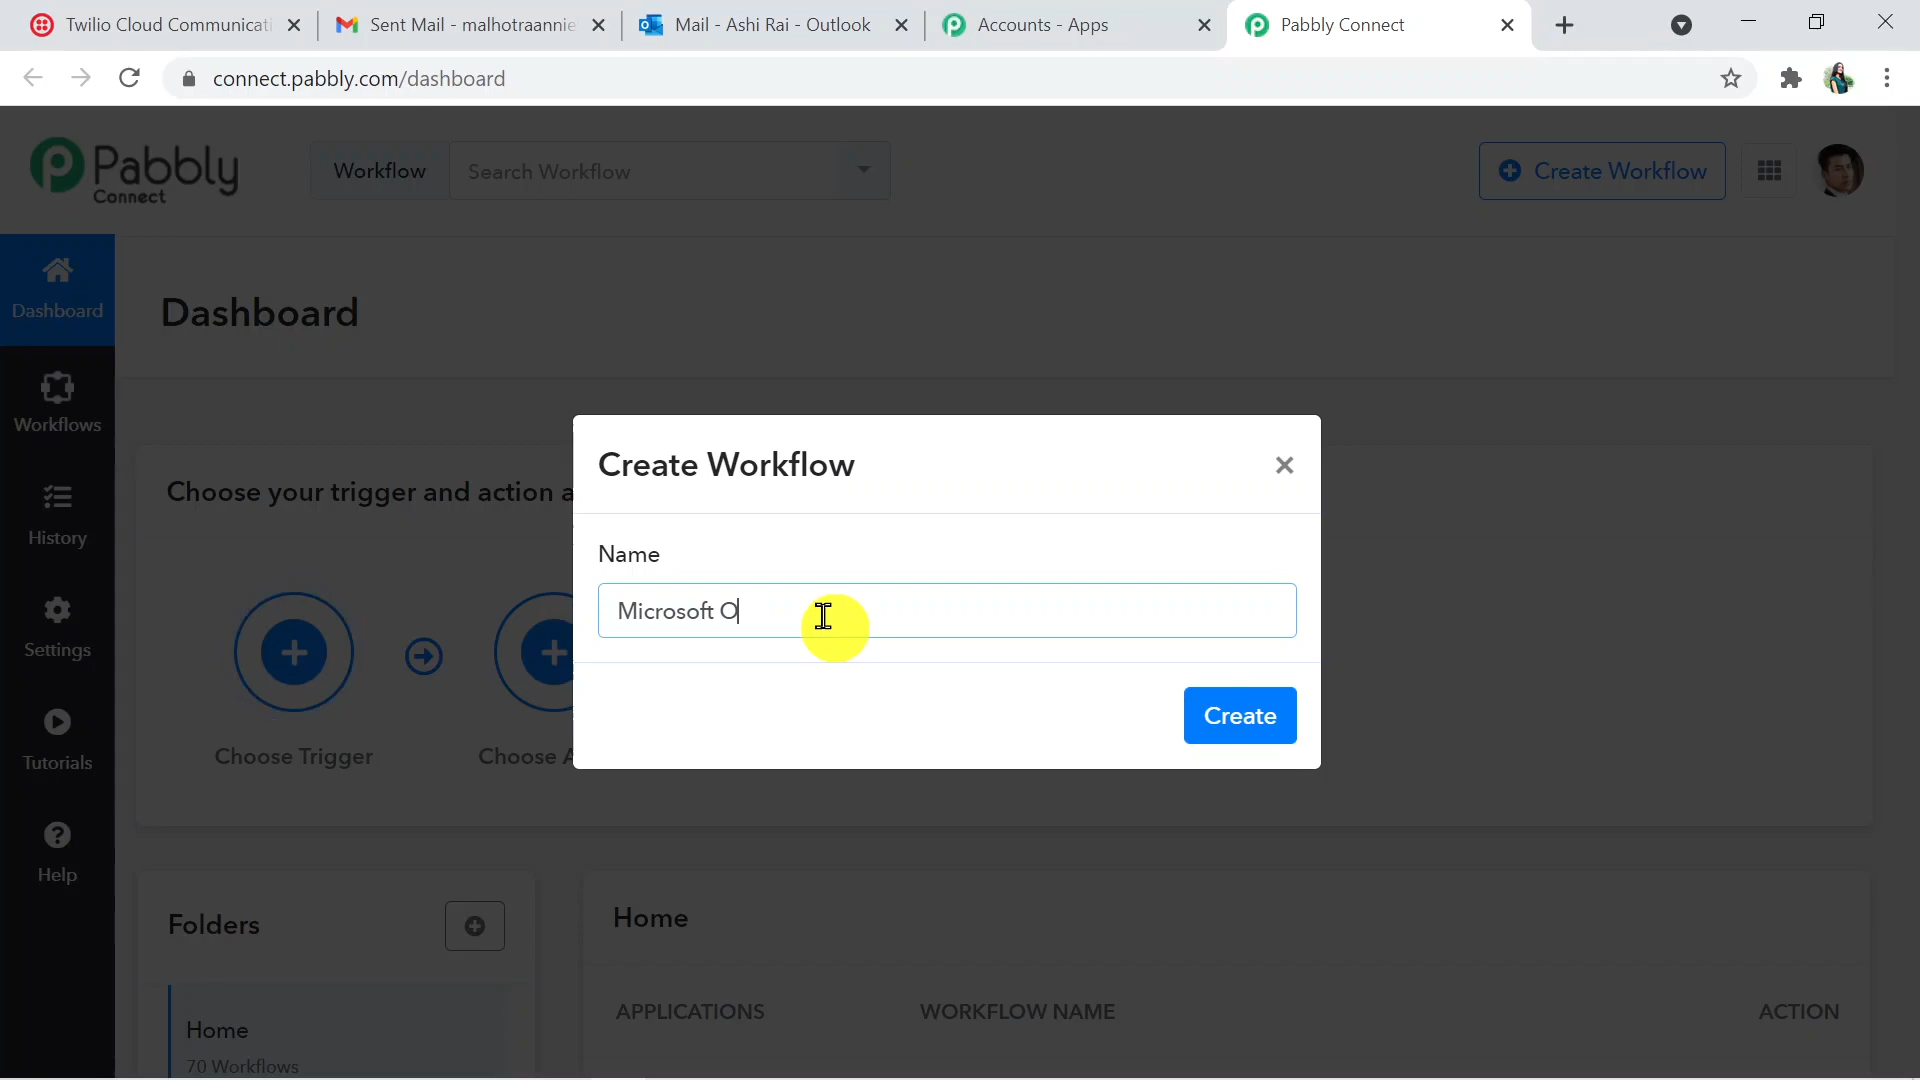 Twilio Cloud Communicati
Sent Mail - malhotraannie
Mail - Ashi Rai - Outlook
Accounts - Apps
Pabbly Connect
connect.pabbly.com/dashboard
Pabbly
Connect
Workflow
Search Workflow
Create Workflow
Dashboard
Dashboard
Workflows
History
Settings
Tutorials
Help
Choose your trigger and action a
Choose Trigger
Choose A
Create Workflow
×
Name
Microsoft O
Create
Folders
Home
70 Workflows
Home
APPLICATIONS
WORKFLOW NAME
ACTION